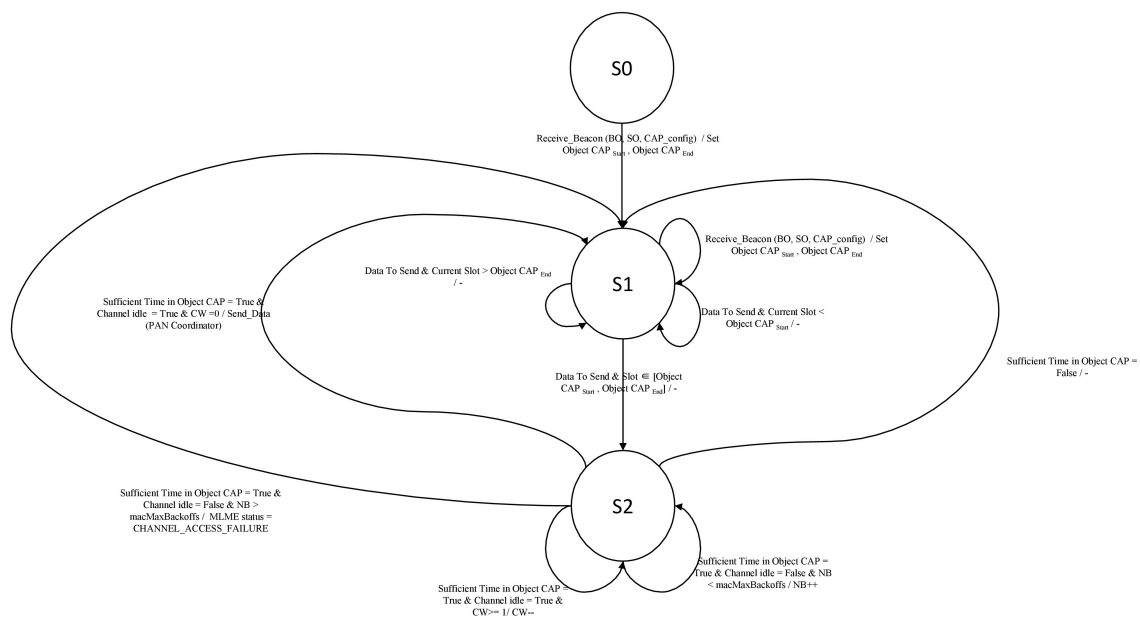 S0
Receive_Beacon (BO, SO, CAP_config) / Set
Object CAP Start , Object CAP End
S1
Receive_Beacon (BO, SO, CAP_config) / Set
Object CAP Start , Object CAP End
Data To Send & Current Slot > Object CAP End
/ -
Data To Send & Current Slot <
Object CAP Start / -
Sufficient Time in Object CAP = True &
Channel idle = True & CW =0 / Send_Data
(PAN Coordinator)
Data To Send & Slot ⋹ [Object
CAP Start , Object CAP End] / -
Sufficient Time in Object CAP =
False / -
S2
Sufficient Time in Object CAP = True &
Channel idle = False & NB >
macMaxBackoffs / MLME status =
CHANNEL_ACCESS_FAILURE
Sufficient Time in Object CAP =
True & Channel idle = True &
CW>= 1/ CW--
Sufficient Time in Object CAP =
True & Channel idle = False & NB
< macMaxBackoffs / NB++